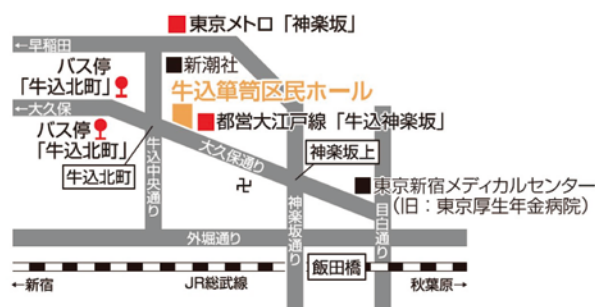 東京メトロ「神楽坂」
←早稲田
新潮社
バス停
「牛込北町」
牛込簞笥区民ホール
←大久保
都営大江戸線「牛込神楽坂」
バス停
「牛込北町」
大久保通り
神楽坂上
牛込北町
牛込中央通り
卍
東京新宿メディカルセンター
（旧：東京厚生年金病院）
神楽坂通り
目白通り
外堀通り
飯田橋
←新宿
JR総武線
秋葉原→